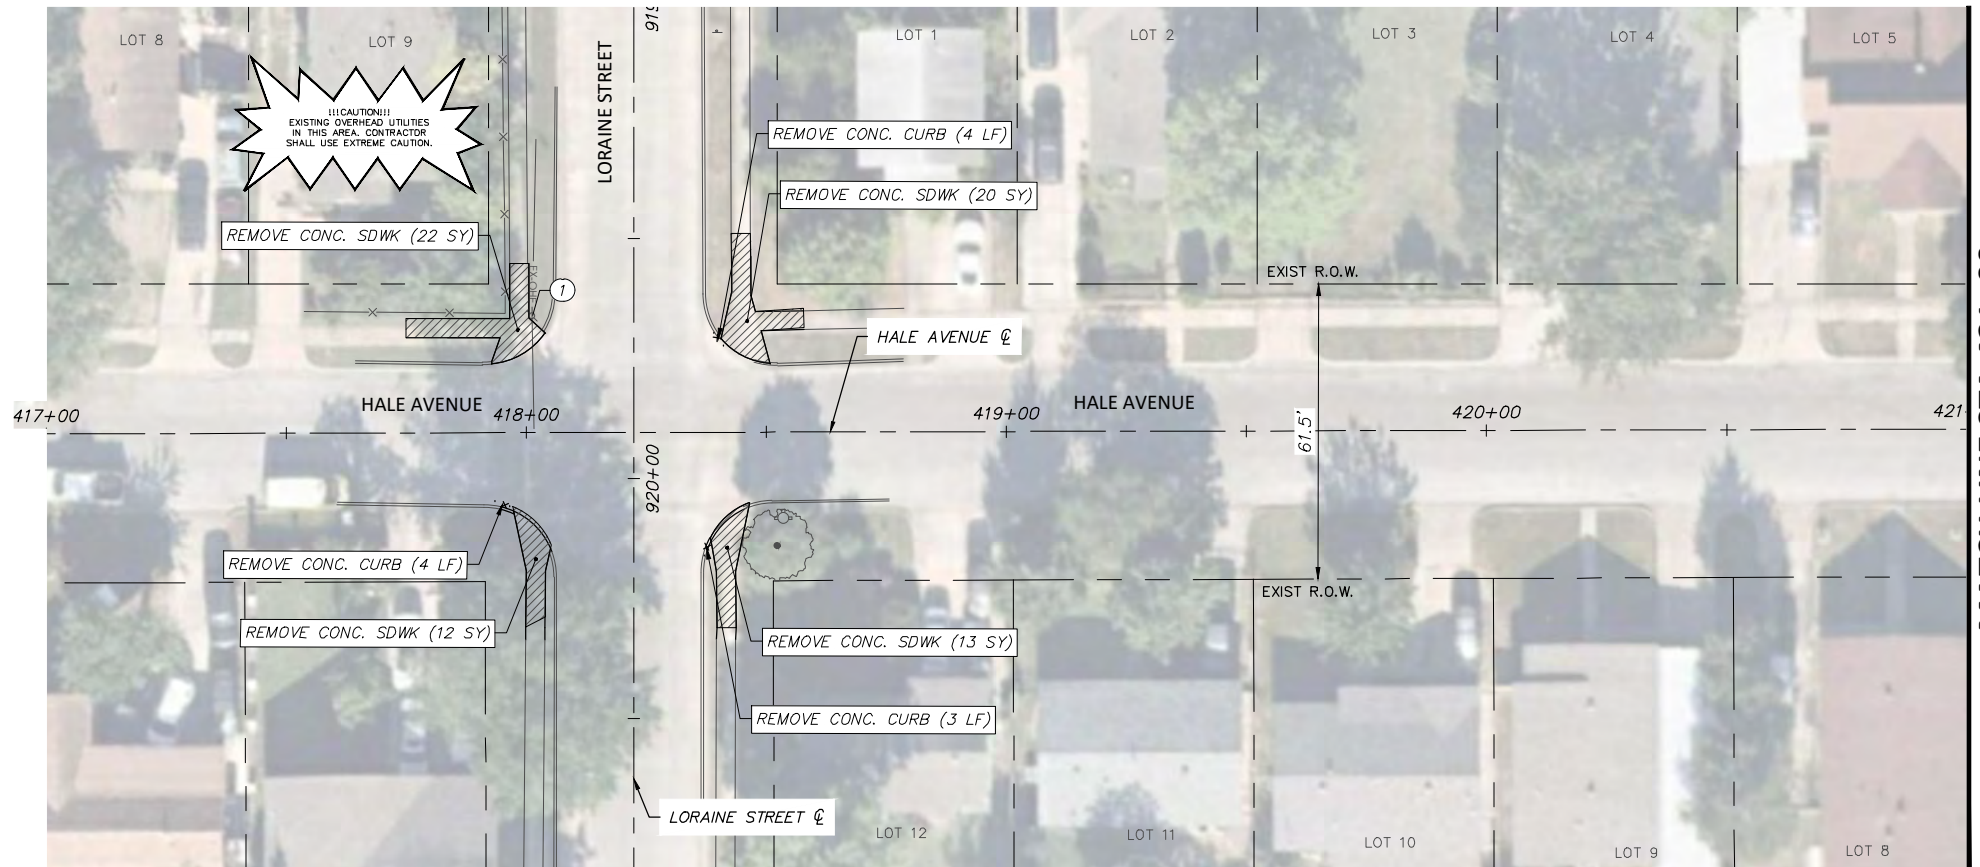 LOT 8
LOT 9
LORAINE STREET
919
LOT 1
LOT 2
LOT 3
LOT 4
LOT 5
!!!CAUTION!!!
EXISTING OVERHEAD UTILITIES
IN THIS AREA. CONTRACTOR
SHALL USE EXTREME CAUTION.
REMOVE CONC. CURB (4 LF)
REMOVE CONC. SDWK (20 SY)
REMOVE CONC. SDWK (22 SY)
1
EXIST R.O.W.
HALE AVENUE ℄
417+00
HALE AVENUE
418+00
419+00
HALE AVENUE
420+00
421
61.5'
920+00
REMOVE CONC. CURB (4 LF)
EXIST R.O.W.
REMOVE CONC. SDWK (12 SY)
REMOVE CONC. SDWK (13 SY)
REMOVE CONC. CURB (3 LF)
LORAINE STREET ℄
LOT 12
LOT 11
LOT 10
LOT 9
LOT 8